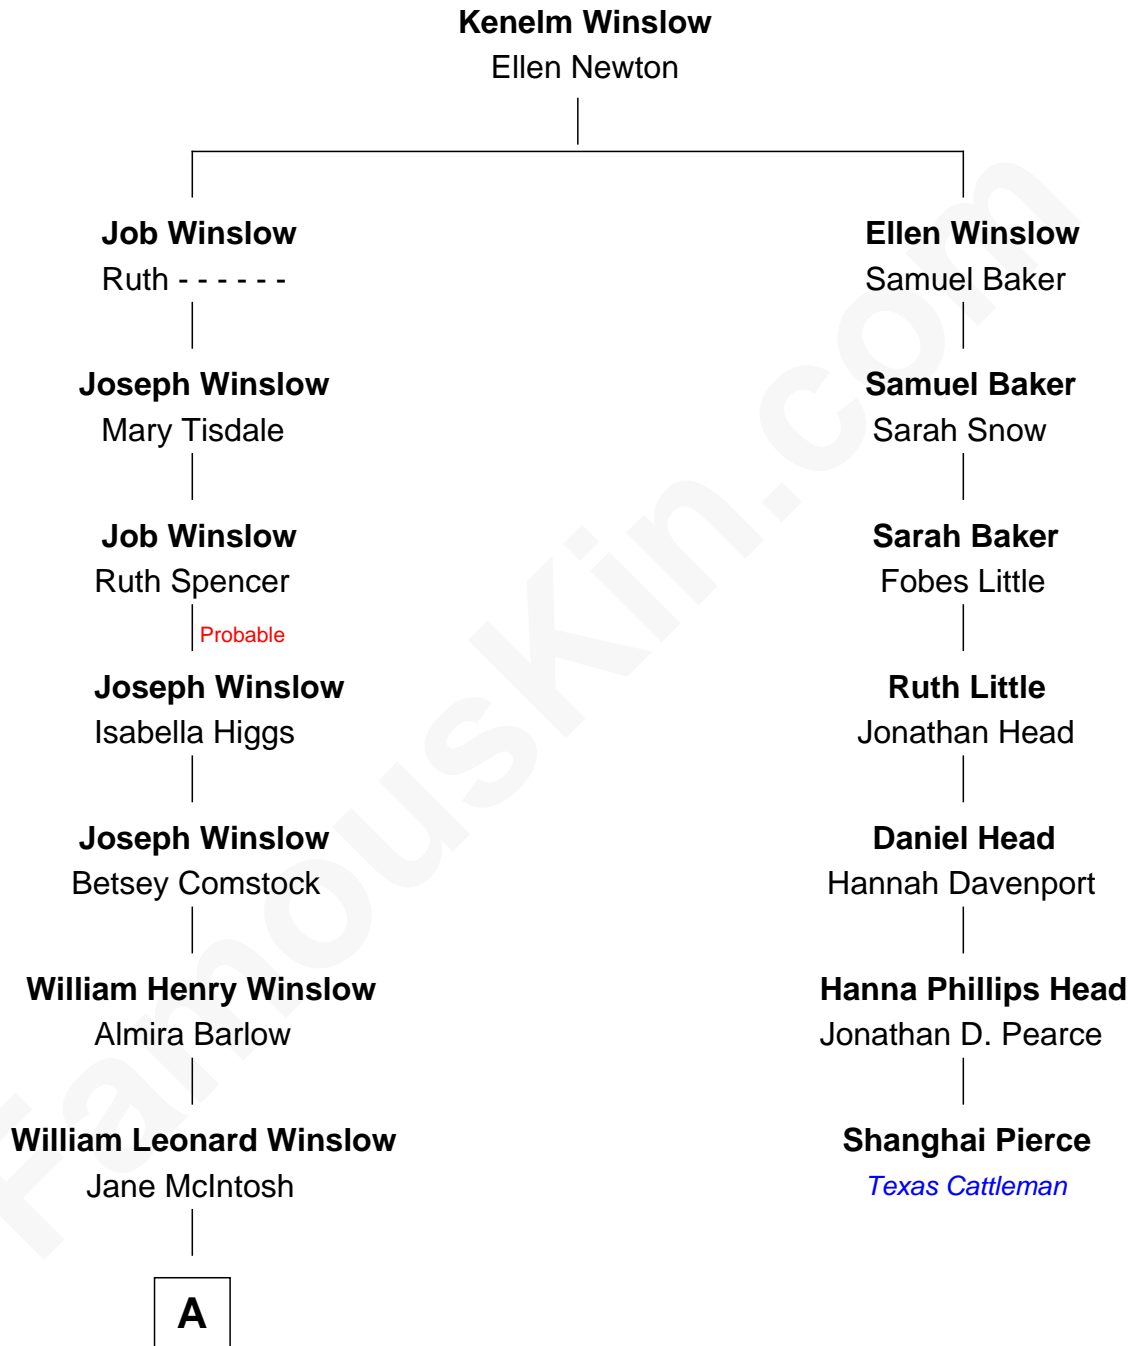 Kenelm Winslow
Ellen Newton
Job Winslow
Ruth - - - - - -
Joseph Winslow
Mary Tisdale
Job Winslow
Ruth Spencer
Probable
Joseph Winslow
Isabella Higgs
Joseph Winslow
Betsey Comstock
William Henry Winslow
Almira Barlow
William Leonard Winslow
Jane McIntosh
A
Ellen Winslow
Samuel Baker
Samuel Baker
Sarah Snow
Sarah Baker
Fobes Little
Ruth Little
Jonathan Head
Daniel Head
Hannah Davenport
Hanna Phillips Head
Jonathan D. Pearce
Shanghai Pierce
Texas Cattleman
FamousKin.com